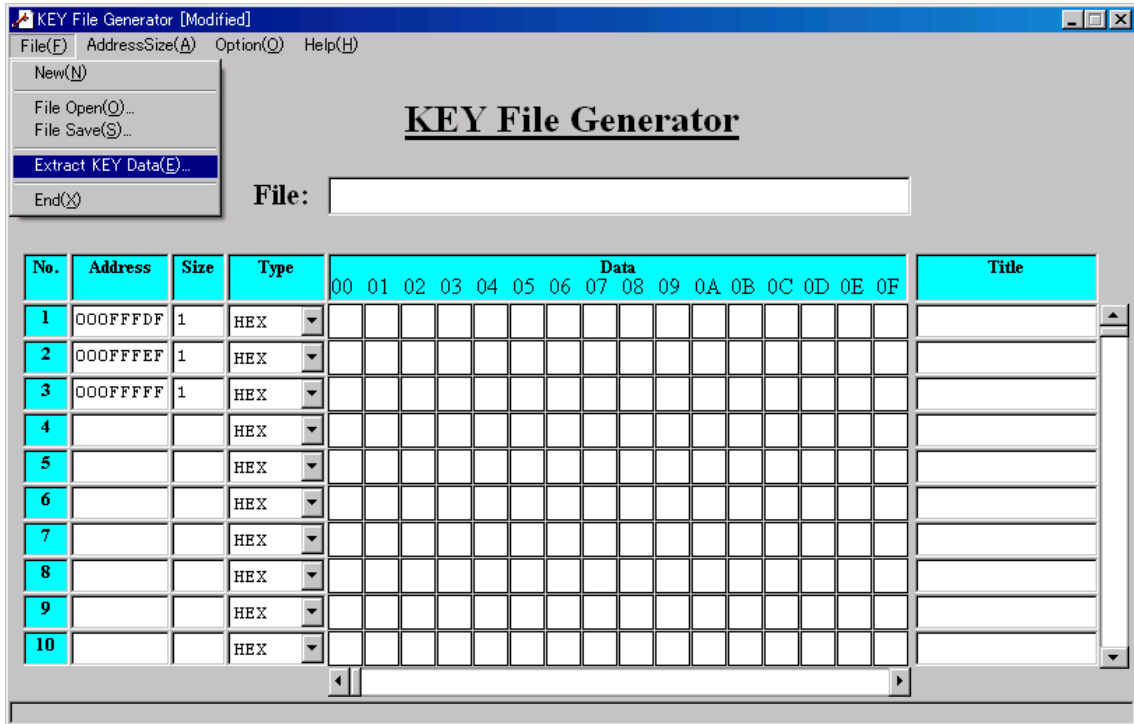 KEY File Generator [Modified]
File(F) AddressSize(A) Option(O) Help(H)
New(N)
File Open(O)...
File Save(S)...
Extract KEY Data(E)...
End(X)
KEY File Generator
File:
No. Address Size Type Data Title
00 01 02 03 04 05 06 07 08 09 0A 0B 0C 0D 0E 0F
1 000FFFDF 1 HEX
2 000FFFEF 1 HEX
3 000FFFFF 1 HEX
4 HEX
5 HEX
6 HEX
7 HEX
8 HEX
9 HEX
10 HEX